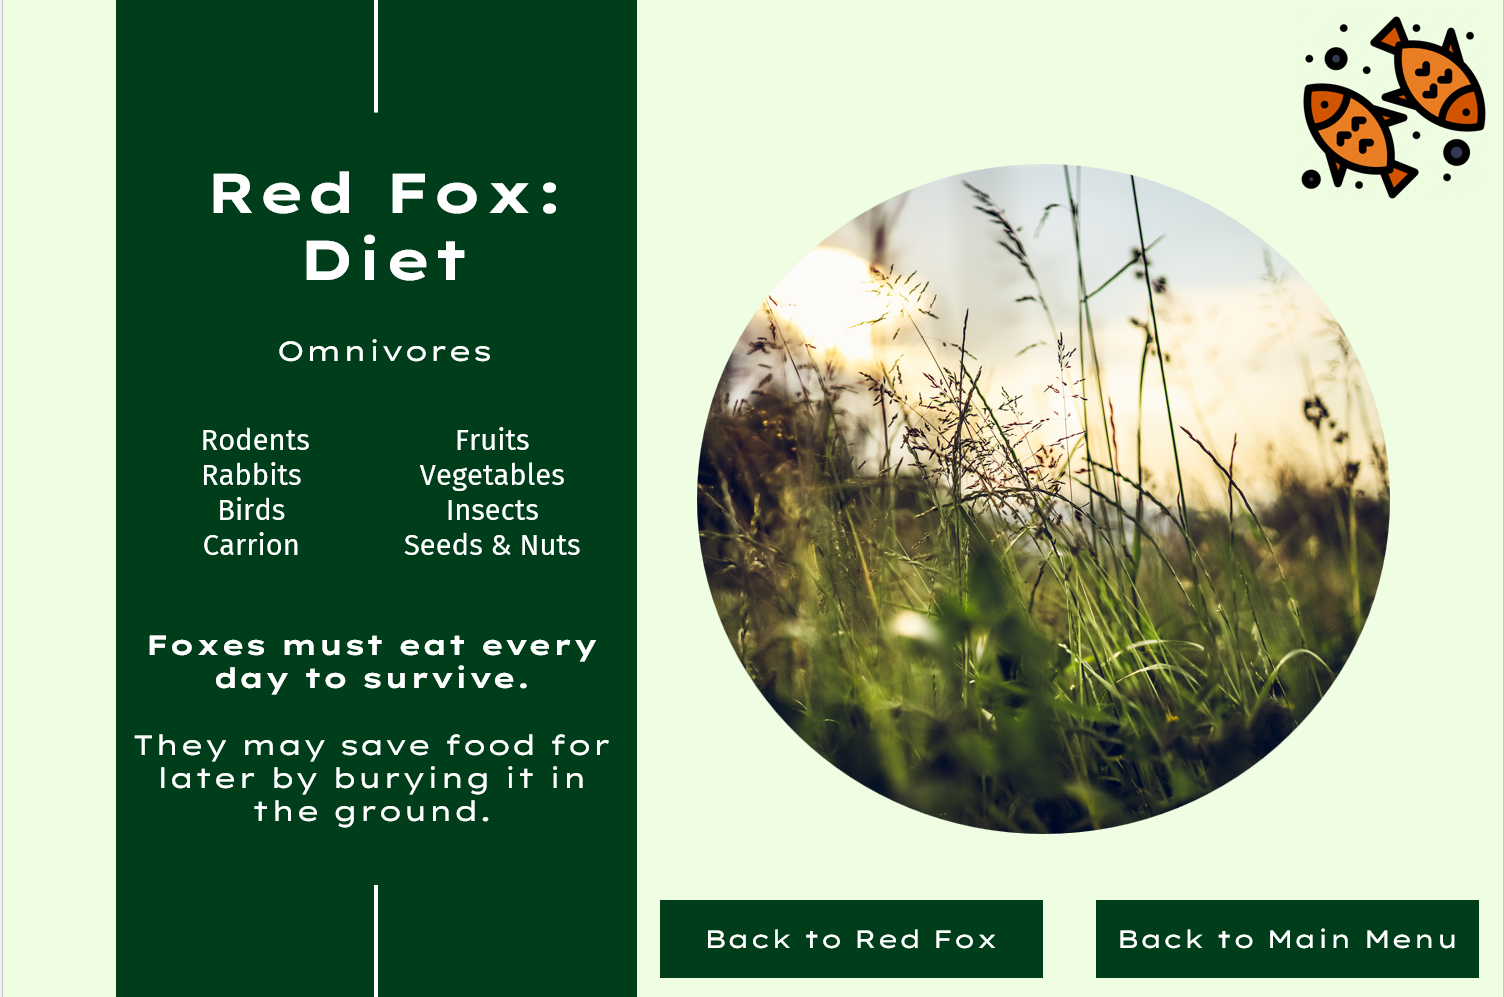 Red Fox:
Diet
Omnivores
Rodents
Rabbits
Birds
Carrion
Fruits
Vegetables
Insects
Seeds & Nuts
Foxes must eat every
day to survive.
They may save food for
later by burying it in
the ground.
Back to Red Fox
Back to Main Menu